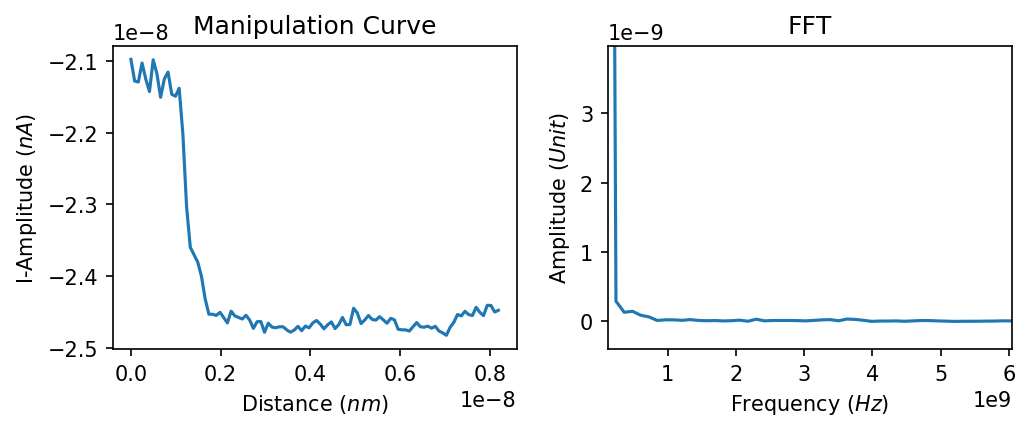 Manipulation Curve
1e−8
−2.1
−2.2
−2.3
−2.4
−2.5
I-Amplitude (nA)
0.0 0.2 0.4 0.6 0.8
1e−8
Distance (nm)
FFT
1e−9
3
2
1
0
Amplitude (Unit)
1 2 3 4 5 6
1e9
Frequency (Hz)